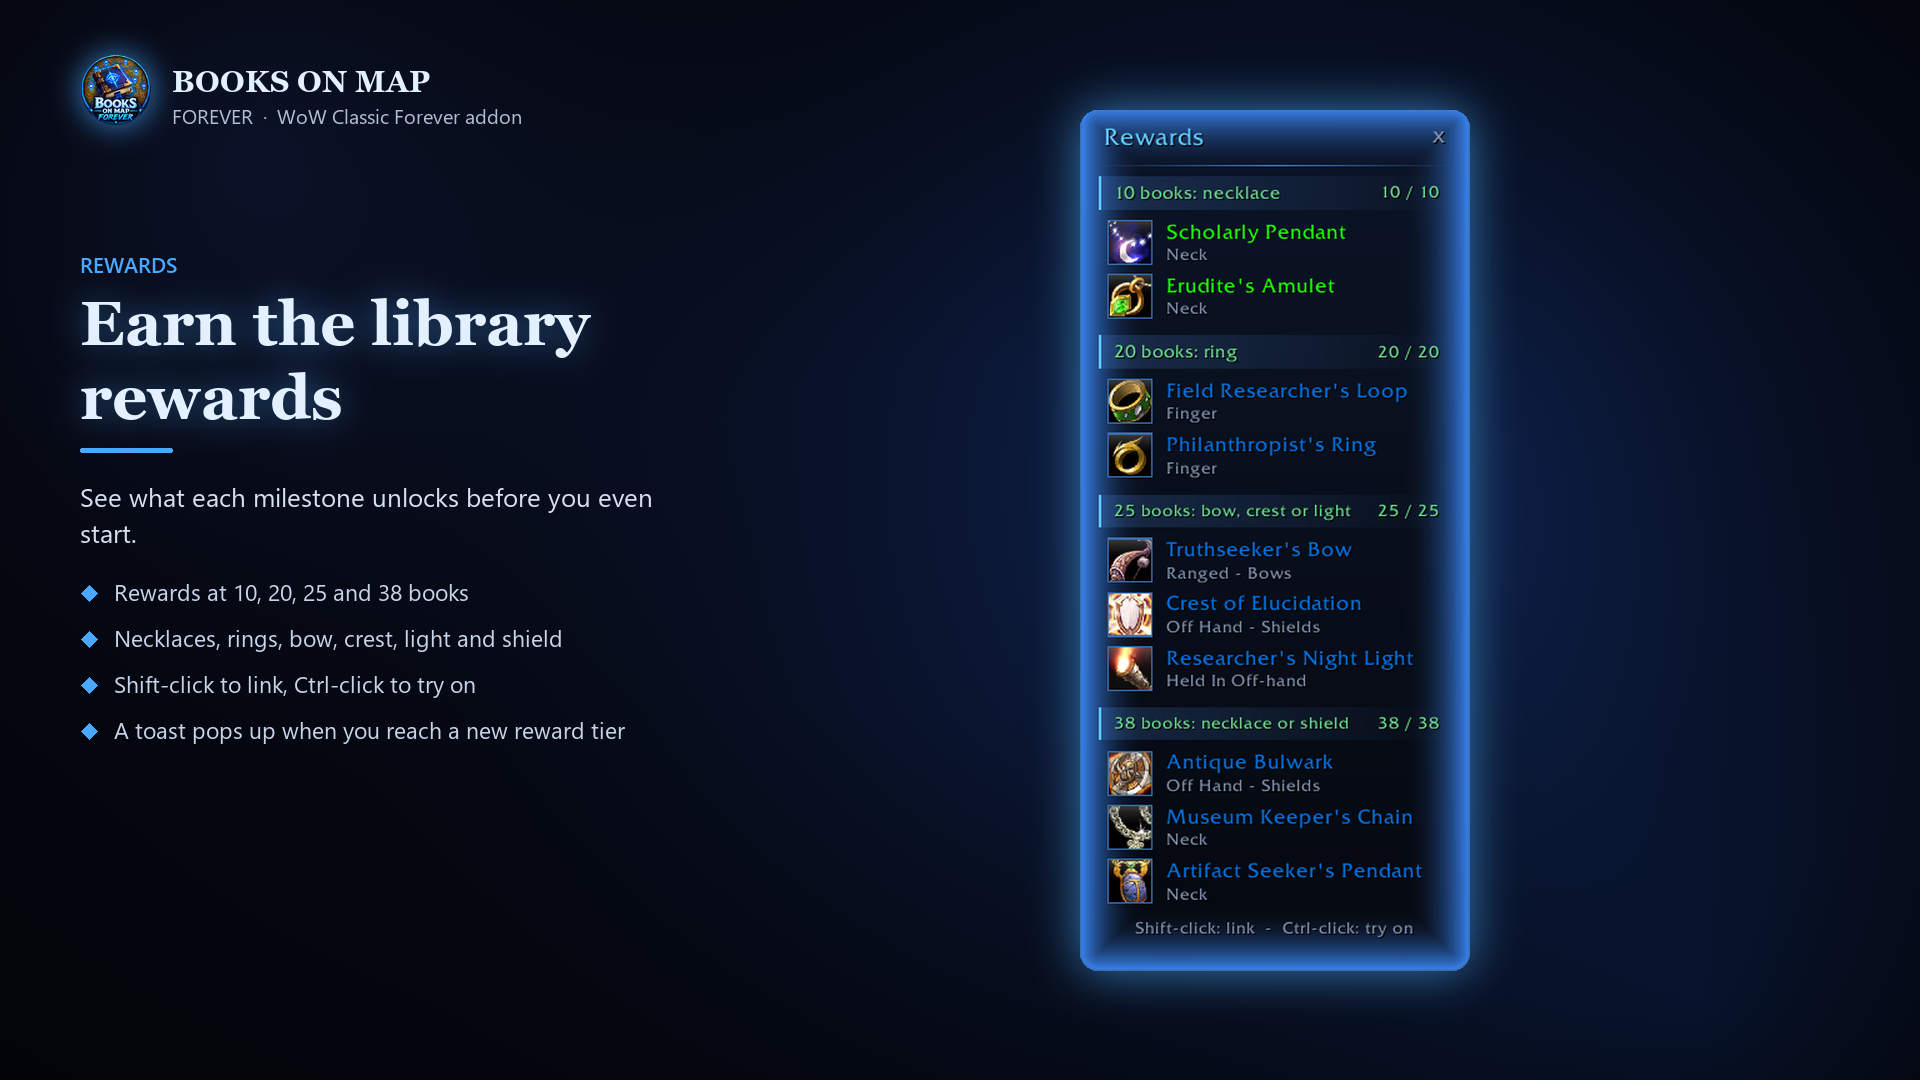 BOOKS ON MAP FOREVER
BOOKS ON MAP
FOREVER · WoW Classic Forever addon
REWARDS
Earn the library
rewards
See what each milestone unlocks before you even
start.
Rewards at 10, 20, 25 and 38 books
Necklaces, rings, bow, crest, light and shield
Shift-click to link, Ctrl-click to try on
A toast pops up when you reach a new reward tier
Rewards x
10 books: necklace 10 / 10
Scholarly Pendant
Neck
Erudite's Amulet
Neck
20 books: ring 20 / 20
Field Researcher's Loop
Finger
Philanthropist's Ring
Finger
25 books: bow, crest or light 25 / 25
Truthseeker's Bow
Ranged - Bows
Crest of Elucidation
Off Hand - Shields
Researcher's Night Light
Held In Off-hand
38 books: necklace or shield 38 / 38
Antique Bulwark
Off Hand - Shields
Museum Keeper's Chain
Neck
Artifact Seeker's Pendant
Neck
Shift-click: link - Ctrl-click: try on